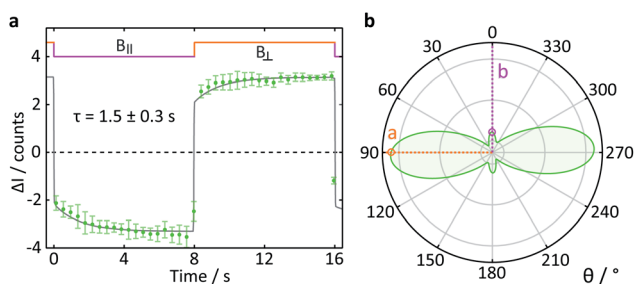 a
B||
B⊥
4
2
0
-2
-4
ΔI / counts
τ = 1.5 ± 0.3 s
0
4
8
12
16
Time / s
b
0
30
330
60
300
b
a
90
270
120
240
150
210
180
θ / °